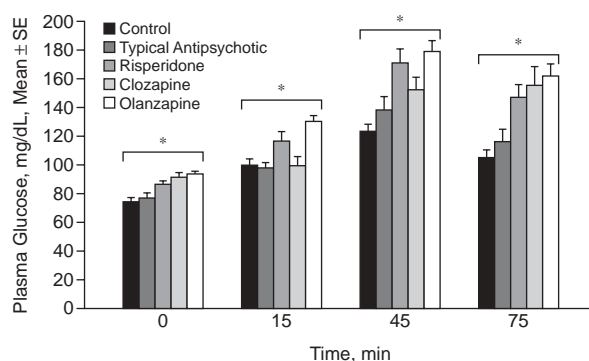 Plasma Glucose, mg/dL, Mean ± SE
200
180
160
140
120
100
80
60
40
20
0
Control
Typical Antipsychotic
Risperidone
Clozapine
Olanzapine
*
*
*
*
0 15 45 75
Time, min